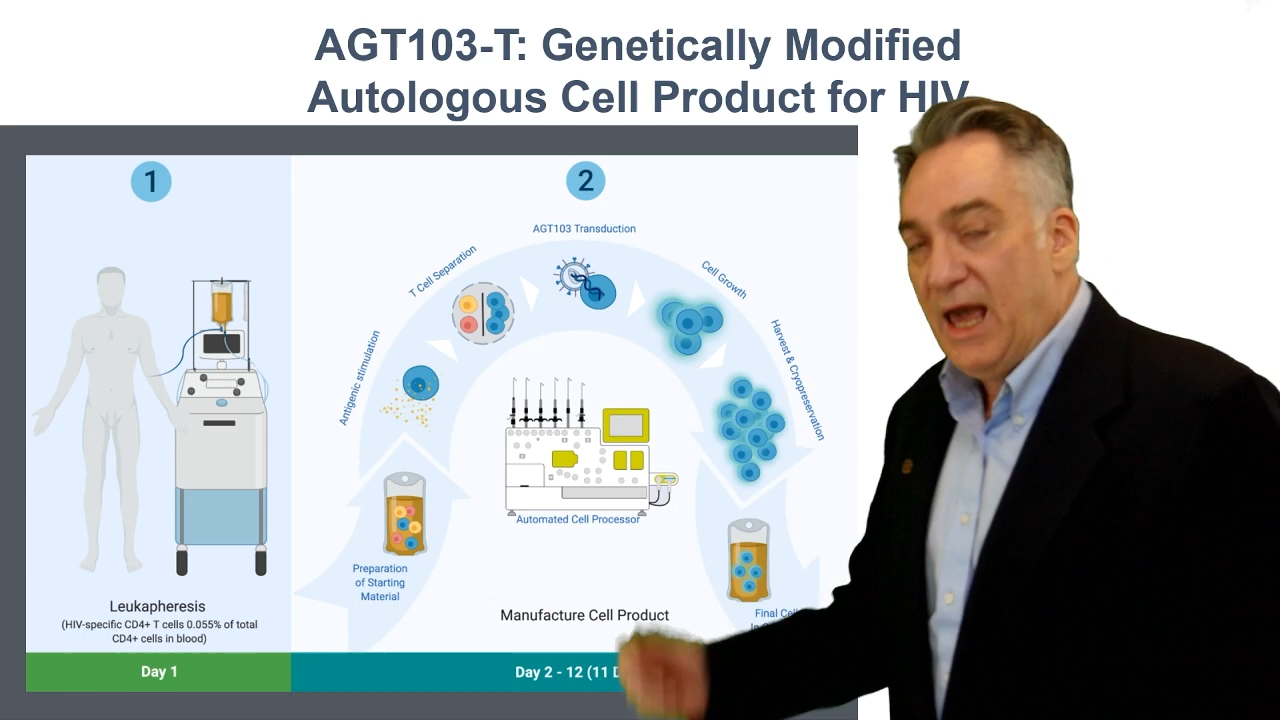 AGT103-T: Genetically Modified
Autologous Cell Product for HIV
1
2
AGT103 Transduction
T Cell Separation
Cell Growth
Antigenic stimulation
Harvest & Cryopreservation
Automated Cell Processor
Preparation
of Starting
Material
Final
Manufacture Cell Product
Leukapheresis
(HIV-specific CD4+ T cells 0.055% of total
CD4+ cells in blood)
Day 1
Day 2 - 12 (11